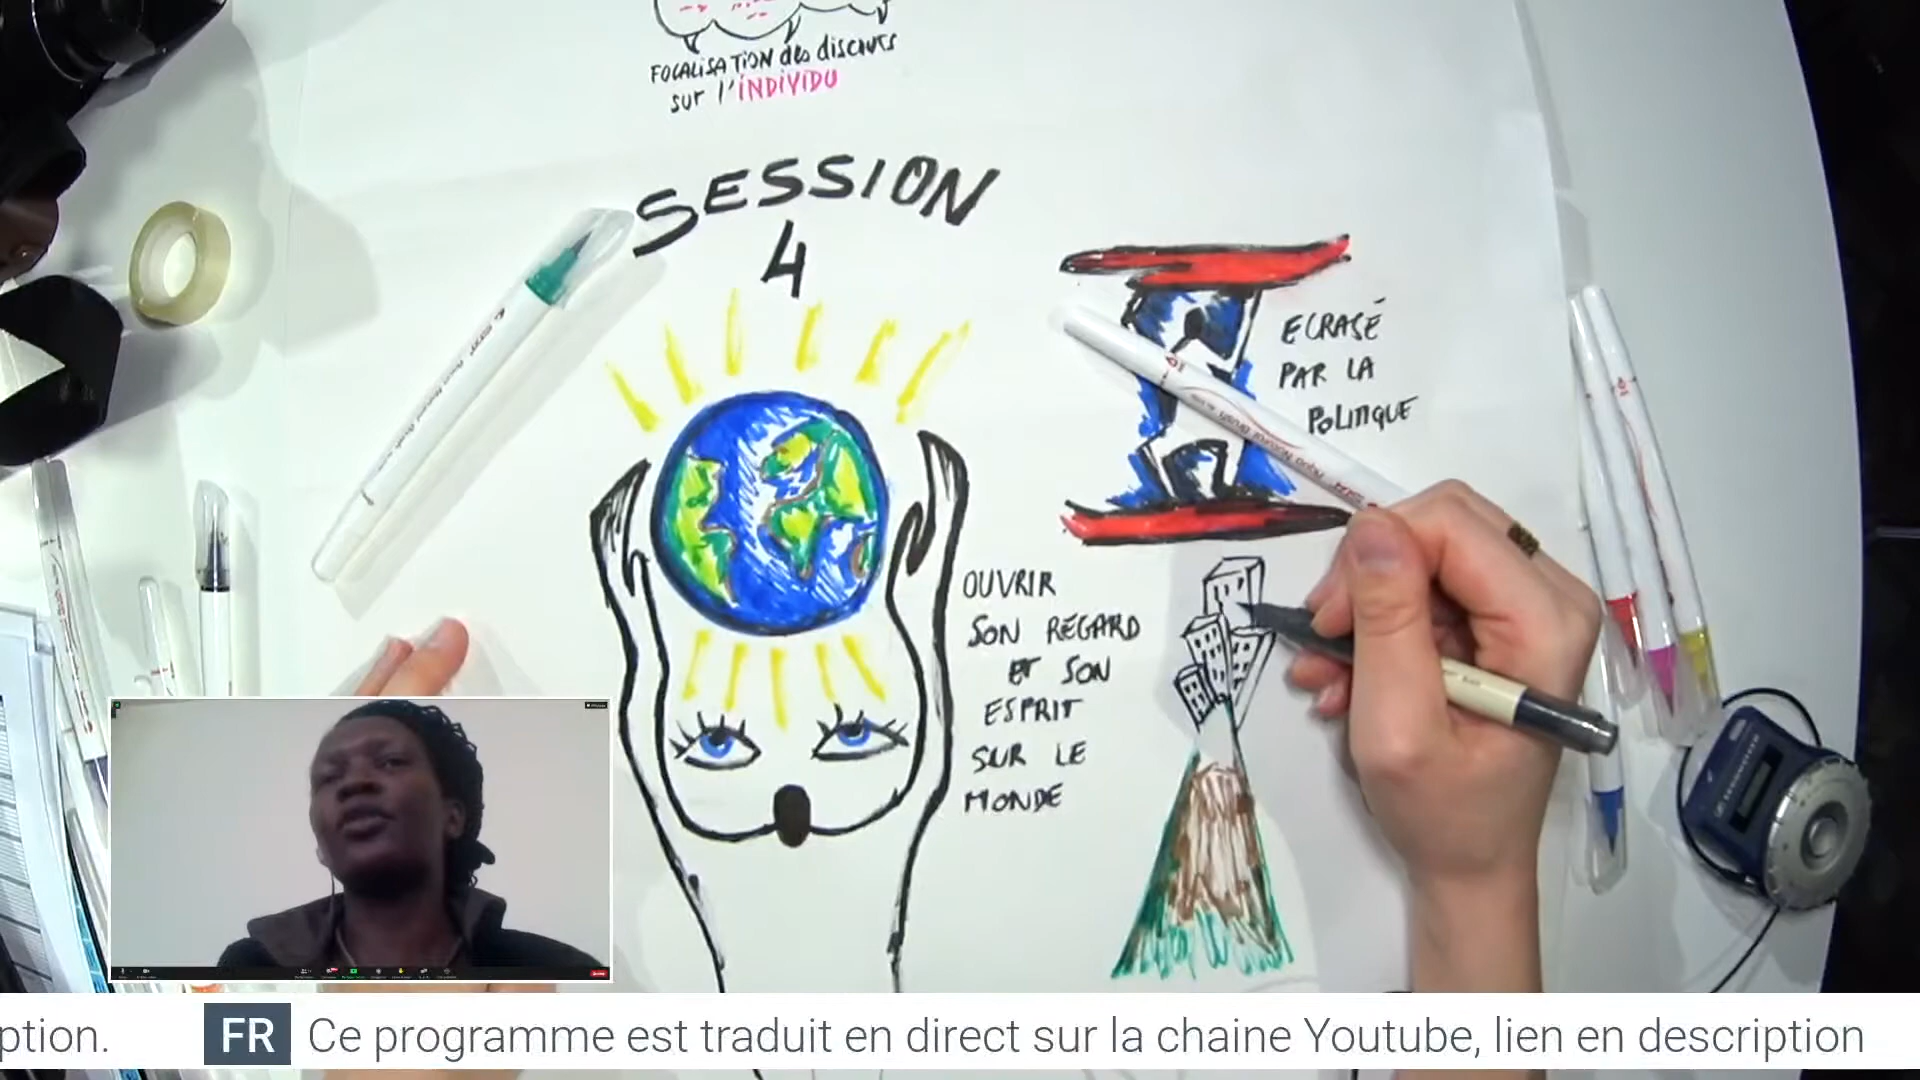 FOCALISATION des discours
sur l'INDIVIDU
SESSION
4
ECRASÉ
PAR LA
POLITIQUE
OUVRIR
SON REGARD
ET SON
ESPRIT
SUR LE
MONDE
ption.
FR Ce programme est traduit en direct sur la chaine Youtube, lien en description